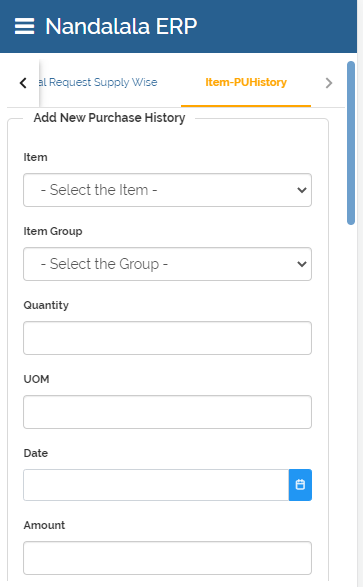 Nandalala ERP
al Request Supply Wise
Item-PUHistory
Add New Purchase History
Item
- Select the Item -
Item Group
- Select the Group -
Quantity
UOM
Date
Amount